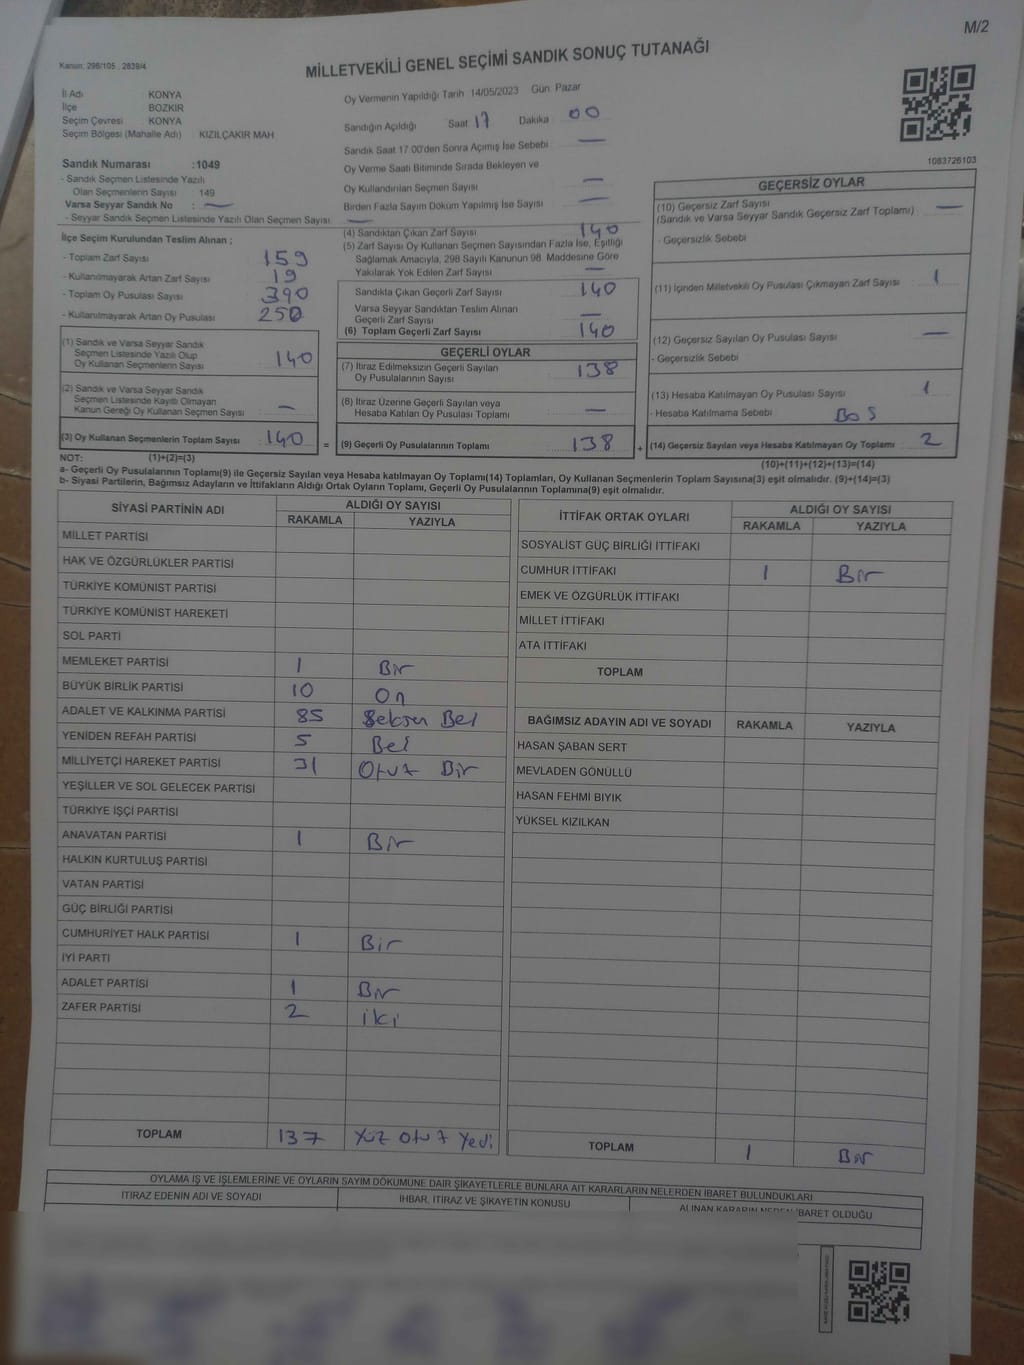 M/2
Kanun: 298/105 , 2839/4
MİLLETVEKİLİ GENEL SEÇİMİ SANDIK SONUÇ TUTANAĞI
İl Adı KONYA
İlçe BOZKIR
Seçim Çevresi KONYA
Seçim Bölgesi (Mahalle Adı) KIZILÇAKIR MAH.
Sandık Numarası :1049
- Sandık Seçmen Listesinde Yazılı
Olan Seçmenlerin Sayısı 149
Varsa Seyyar Sandık No : —
- Seyyar Sandık Seçmen Listesinde Yazılı Olan Seçmen Sayısı —
Oy Vermenin Yapıldığı Tarih 14/05/2023 Gün: Pazar
Sandığın Açıldığı Saat 17 Dakika 00
Sandık Saat 17:00'den Sonra Açılmış İse Sebebi —
Oy Verme Saati Bitiminde Sırada Bekleyen ve
Oy Kullandırılan Seçmen Sayısı —
Birden Fazla Sayım Döküm Yapılmış İse Sayısı —
1083726103
İlçe Seçim Kurulundan Teslim Alınan ;
- Toplam Zarf Sayısı 159
- Kullanılmayarak Artan Zarf Sayısı 19
- Toplam Oy Pusulası Sayısı 390
- Kullanılmayarak Artan Oy Pusulası 250
(1) Sandık ve Varsa Seyyar Sandık
Seçmen Listesinde Yazılı Olup
Oy Kullanan Seçmenlerin Sayısı 140
(2) Sandık ve Varsa Seyyar Sandık
Seçmen Listesinde Kayıtlı Olmayan
Kanun Gereği Oy Kullanan Seçmen Sayısı —
(3) Oy Kullanan Seçmenlerin Toplam Sayısı 140
(4) Sandıktan Çıkan Zarf Sayısı 140
(5) Zarf Sayısı Oy Kullanan Seçmen Sayısından Fazla İse, Eşitliği
Sağlamak Amacıyla, 298 Sayılı Kanunun 98. Maddesine Göre
Yakılarak Yok Edilen Zarf Sayısı —
Sandıkta Çıkan Geçerli Zarf Sayısı 140
Varsa Seyyar Sandıktan Teslim Alınan
Geçerli Zarf Sayısı —
(6) Toplam Geçerli Zarf Sayısı 140
GEÇERLİ OYLAR
(7) İtiraz Edilmeksizin Geçerli Sayılan
Oy Pusulalarının Sayısı 138
(8) İtiraz Üzerine Geçerli Sayılan veya
Hesaba Katılan Oy Pusulası Toplamı —
= (9) Geçerli Oy Pusulalarının Toplamı 138
GEÇERSİZ OYLAR
(10) Geçersiz Zarf Sayısı —
(Sandık ve Varsa Seyyar Sandık Geçersiz Zarf Toplamı)
- Geçersizlik Sebebi
(11) İçinden Milletvekili Oy Pusulası Çıkmayan Zarf Sayısı 1
(12) Geçersiz Sayılan Oy Pusulası Sayısı —
- Geçersizlik Sebebi
(13) Hesaba Katılmayan Oy Pusulası Sayısı 1
- Hesaba Katılmama Sebebi BOŞ
+ (14) Geçersiz Sayılan veya Hesaba Katılmayan Oy Toplamı 2
NOT: (1)+(2)=(3)
(10)+(11)+(12)+(13)=(14)
a- Geçerli Oy Pusulalarının Toplamı(9) ile Geçersiz Sayılan veya Hesaba katılmayan Oy Toplamı(14) Toplamları, Oy Kullanan Seçmenlerin Toplam Sayısına(3) eşit olmalıdır. (9)+(14)=(3)
b- Siyasi Partilerin, Bağımsız Adayların ve İttifakların Aldığı Ortak Oyların Toplamı, Geçerli Oy Pusulalarının Toplamına(9) eşit olmalıdır.
SİYASİ PARTİNİN ADI ALDIĞI OY SAYISI
RAKAMLA YAZIYLA
MİLLET PARTİSİ
HAK VE ÖZGÜRLÜKLER PARTİSİ
TÜRKİYE KOMÜNİST PARTİSİ
TÜRKİYE KOMÜNİST HAREKETİ
SOL PARTİ
MEMLEKET PARTİSİ 1 Bir
BÜYÜK BİRLİK PARTİSİ 10 On
ADALET VE KALKINMA PARTİSİ 85 Seksen Beş
YENİDEN REFAH PARTİSİ 5 Beş
MİLLİYETÇİ HAREKET PARTİSİ 31 Otuz Bir
YEŞİLLER VE SOL GELECEK PARTİSİ
TÜRKİYE İŞÇİ PARTİSİ
ANAVATAN PARTİSİ 1 Bir
HALKIN KURTULUŞ PARTİSİ
VATAN PARTİSİ
GÜÇ BİRLİĞİ PARTİSİ
CUMHURİYET HALK PARTİSİ 1 Bir
İYİ PARTİ
ADALET PARTİSİ 1 Bir
ZAFER PARTİSİ 2 iki
TOPLAM 137 Yüz Otuz Yedi
İTTİFAK ORTAK OYLARI ALDIĞI OY SAYISI
RAKAMLA YAZIYLA
SOSYALİST GÜÇ BİRLİĞİ İTTİFAKI
CUMHUR İTTİFAKI 1 Bir
EMEK VE ÖZGÜRLÜK İTTİFAKI
MİLLET İTTİFAKI
ATA İTTİFAKI
TOPLAM
BAĞIMSIZ ADAYIN ADI VE SOYADI RAKAMLA YAZIYLA
HASAN ŞABAN SERT
MEVLADEN GÖNÜLLÜ
HASAN FEHMİ BIYIK
YÜKSEL KIZILKAN
TOPLAM 1 Bir
OYLAMA İŞ VE İŞLEMLERİNE VE OYLARIN SAYIM DÖKÜMÜNE DAİR ŞİKAYETLERLE BUNLARA AİT KARARLARIN NELERDEN İBARET BULUNDUKLARI
İTİRAZ EDENİN ADI VE SOYADI İHBAR, İTİRAZ VE ŞİKAYETİN KONUSU ALINAN KARARIN NEDEN İBARET OLDUĞU